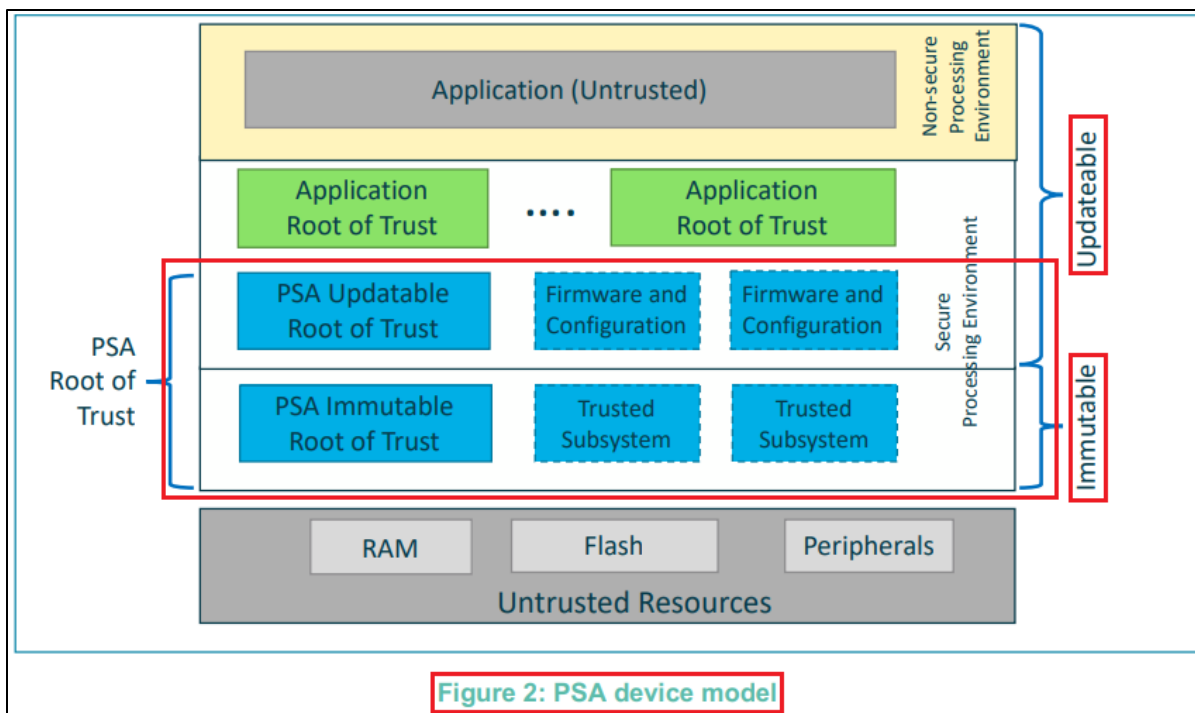 Application (Untrusted)
Non-secure
Processing
Environment
Updateable
Application
Root of Trust
....
Application
Root of Trust
Secure
Processing Environment
PSA
Root of
Trust
PSA Updatable
Root of Trust
Firmware and
Configuration
Firmware and
Configuration
PSA Immutable
Root of Trust
Trusted
Subsystem
Trusted
Subsystem
Immutable
RAM
Flash
Peripherals
Untrusted Resources
Figure 2: PSA device model